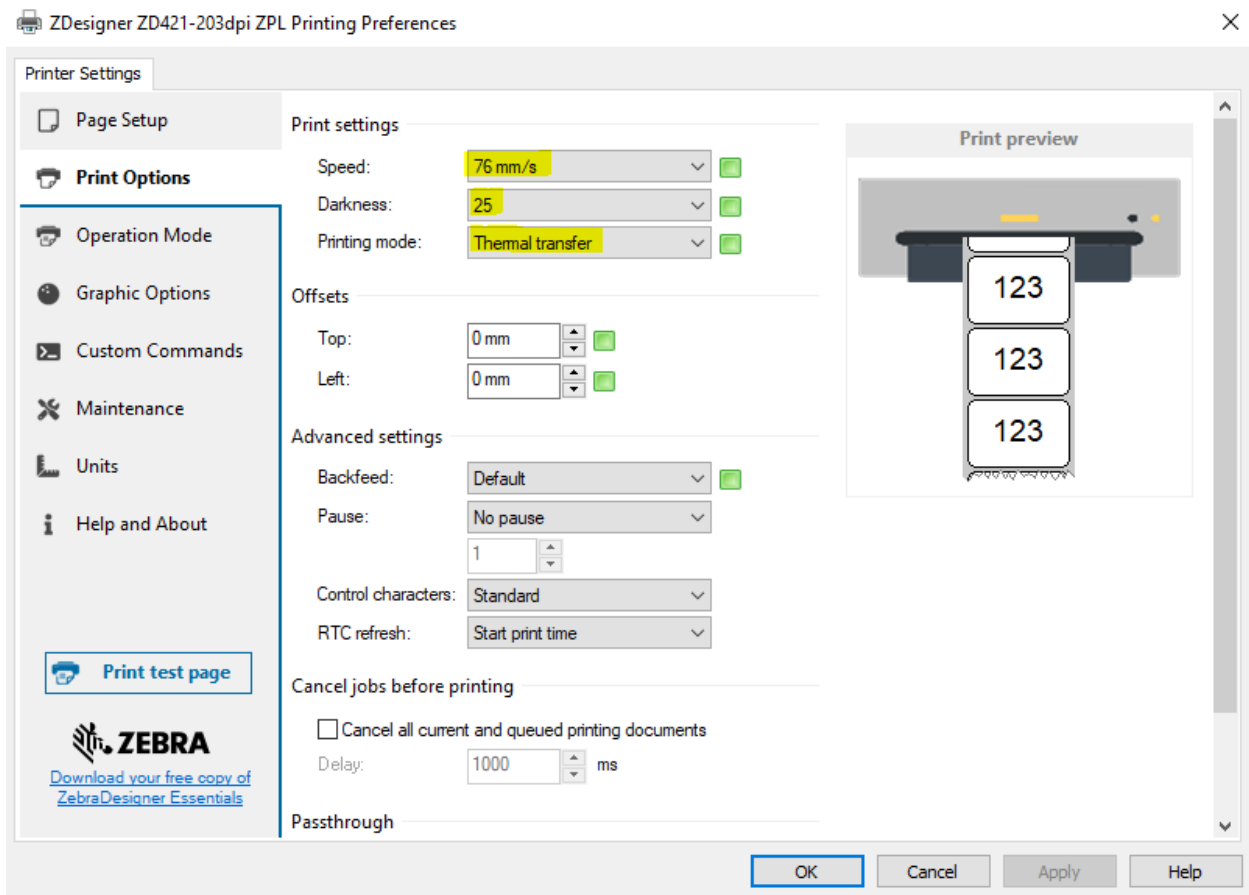 ZDesigner ZD421-203dpi ZPL Printing Preferences
Printer Settings
Page Setup
Print Options
Operation Mode
Graphic Options
Custom Commands
Maintenance
Units
Help and About
Print test page
ZEBRA
Download your free copy of
ZebraDesigner Essentials
Print settings
Speed: 76 mm/s
Darkness: 25
Printing mode: Thermal transfer
Offsets
Top: 0 mm
Left: 0 mm
Advanced settings
Backfeed: Default
Pause: No pause
1
Control characters: Standard
RTC refresh: Start print time
Cancel jobs before printing
Cancel all current and queued printing documents
Delay: 1000 ms
Passthrough
Print preview
123
123
123
OK Cancel Apply Help